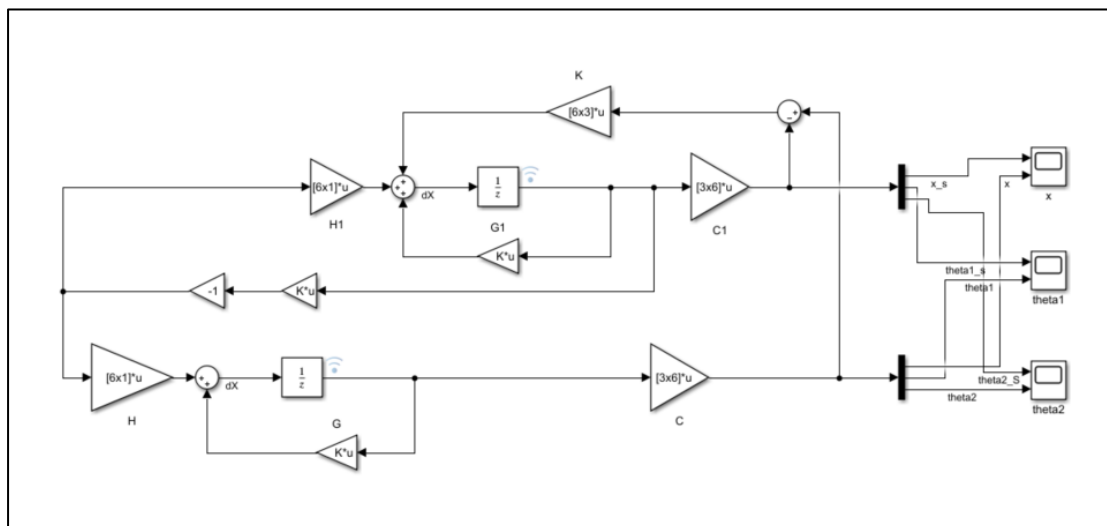 K
[6x3]*u
− +
[6x1]*u
+
+
+
dX
1
z
[3x6]*u
x_s
x
x
H1
G1
C1
K*u
theta1_s
theta1
theta1
-1
K*u
[6x1]*u
+
+
dX
1
z
[3x6]*u
theta2_S
theta2
theta2
H
G
C
K*u